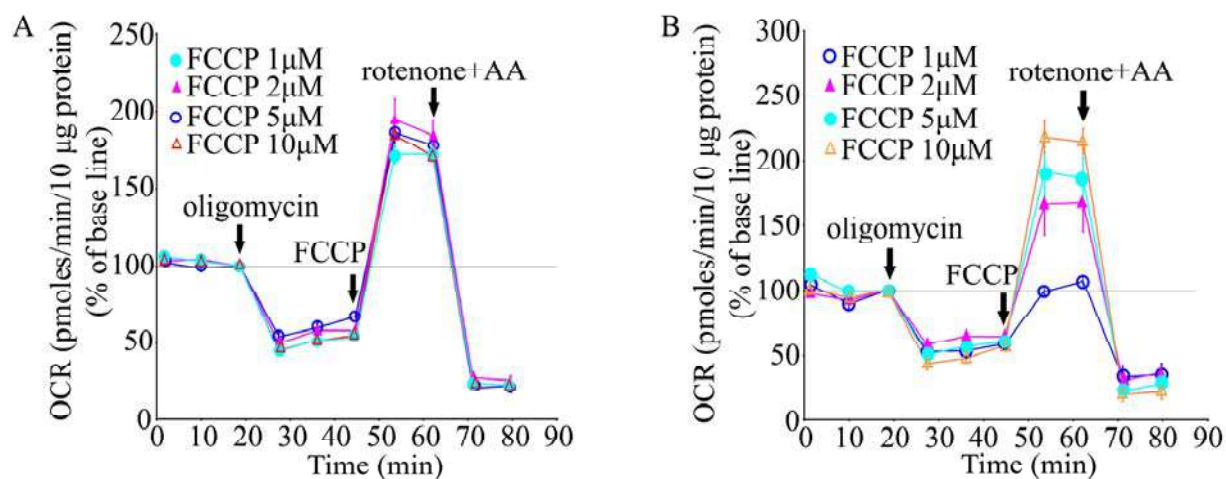 A
OCR (pmoles/min/10 µg protein)
(% of base line)
250
200
150
100
50
0
FCCP 1µM
FCCP 2µM
FCCP 5µM
FCCP 10µM
rotenone+AA
oligomycin
FCCP
0 10 20 30 40 50 60 70 80 90
Time (min)
B
OCR (pmoles/min/10 µg protein)
(% of base line)
300
250
200
150
100
50
0
FCCP 1µM
FCCP 2µM
FCCP 5µM
FCCP 10µM
rotenone+AA
oligomycin
FCCP
0 10 20 30 40 50 60 70 80 90
Time (min)